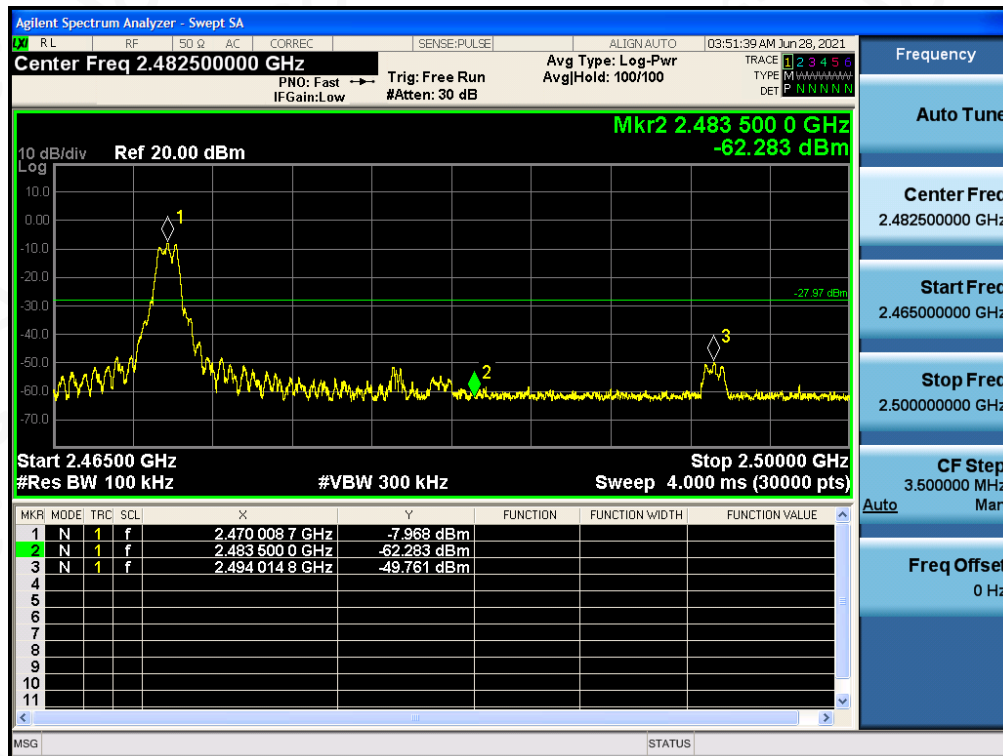 Agilent Spectrum Analyzer - Swept SA
LXI RL RF 50 Ω AC CORREC SENSE:PULSE ALIGN AUTO 03:51:39 AM Jun 28, 2021
Center Freq 2.482500000 GHz
PNO: Fast
IFGain:Low
Trig: Free Run
#Atten: 30 dB
Avg Type: Log-Pwr
Avg|Hold: 100/100
TRACE 1 2 3 4 5 6
TYPE M
DET P N N N N N
Mkr2 2.483 500 0 GHz
-62.283 dBm
10 dB/div Ref 20.00 dBm
Log
10.0
0.00
-10.0
-20.0
-30.0
-40.0
-50.0
-60.0
-70.0
1
-27.97 dBm
3
2
Start 2.46500 GHz Stop 2.50000 GHz
#Res BW 100 kHz #VBW 300 kHz Sweep 4.000 ms (30000 pts)
MKR MODE TRC SCL X Y FUNCTION FUNCTION WIDTH FUNCTION VALUE
1 N 1 f 2.470 008 7 GHz -7.968 dBm
2 N 1 f 2.483 500 0 GHz -62.283 dBm
3 N 1 f 2.494 014 8 GHz -49.761 dBm
4
5
6
7
8
9
10
11
MSG STATUS
Frequency
Auto Tune
Center Freq
2.482500000 GHz
Start Freq
2.465000000 GHz
Stop Freq
2.500000000 GHz
CF Step
3.500000 MHz
Auto Man
Freq Offset
0 Hz